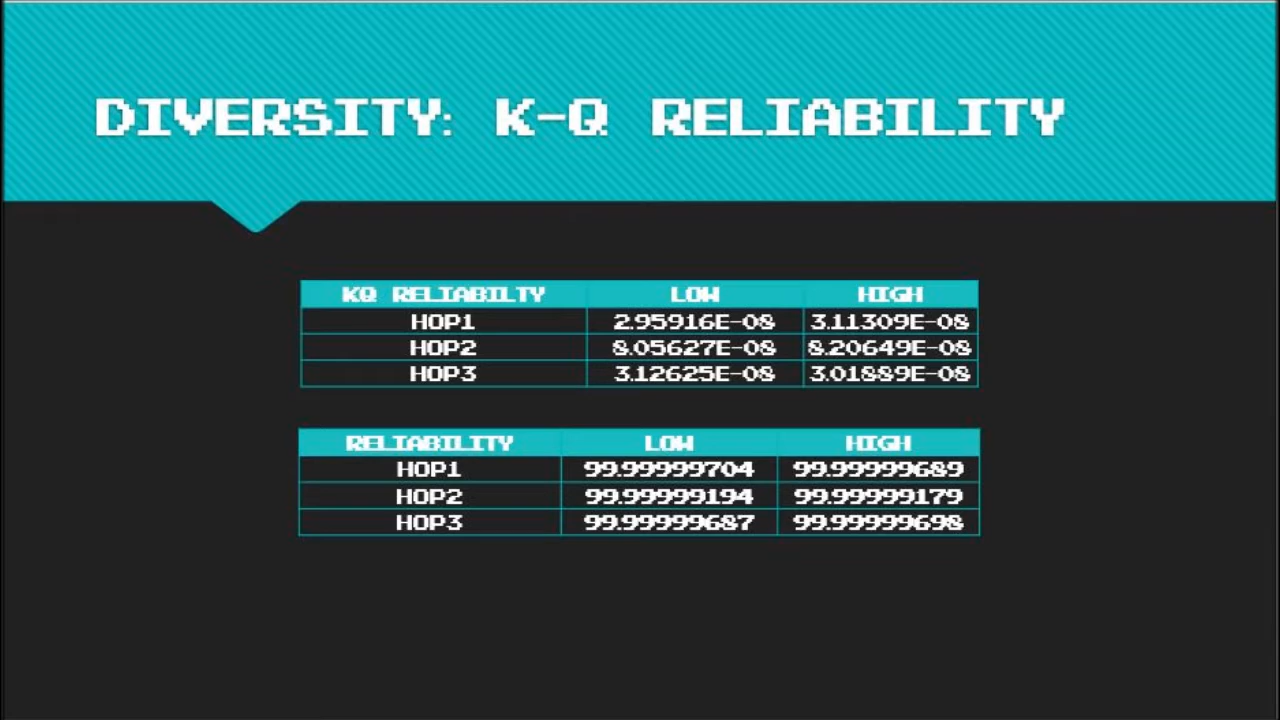 DIVERSITY: K-Q RELIABILITY
KQ RELIABILTY LOW HIGH
HOP1 2.95916E-08 3.11309E-08
HOP2 8.05627E-08 8.20649E-08
HOP3 3.12625E-08 3.01889E-08
RELIABILITY LOW HIGH
HOP1 99.99999704 99.99999689
HOP2 99.99999194 99.99999179
HOP3 99.99999687 99.99999698